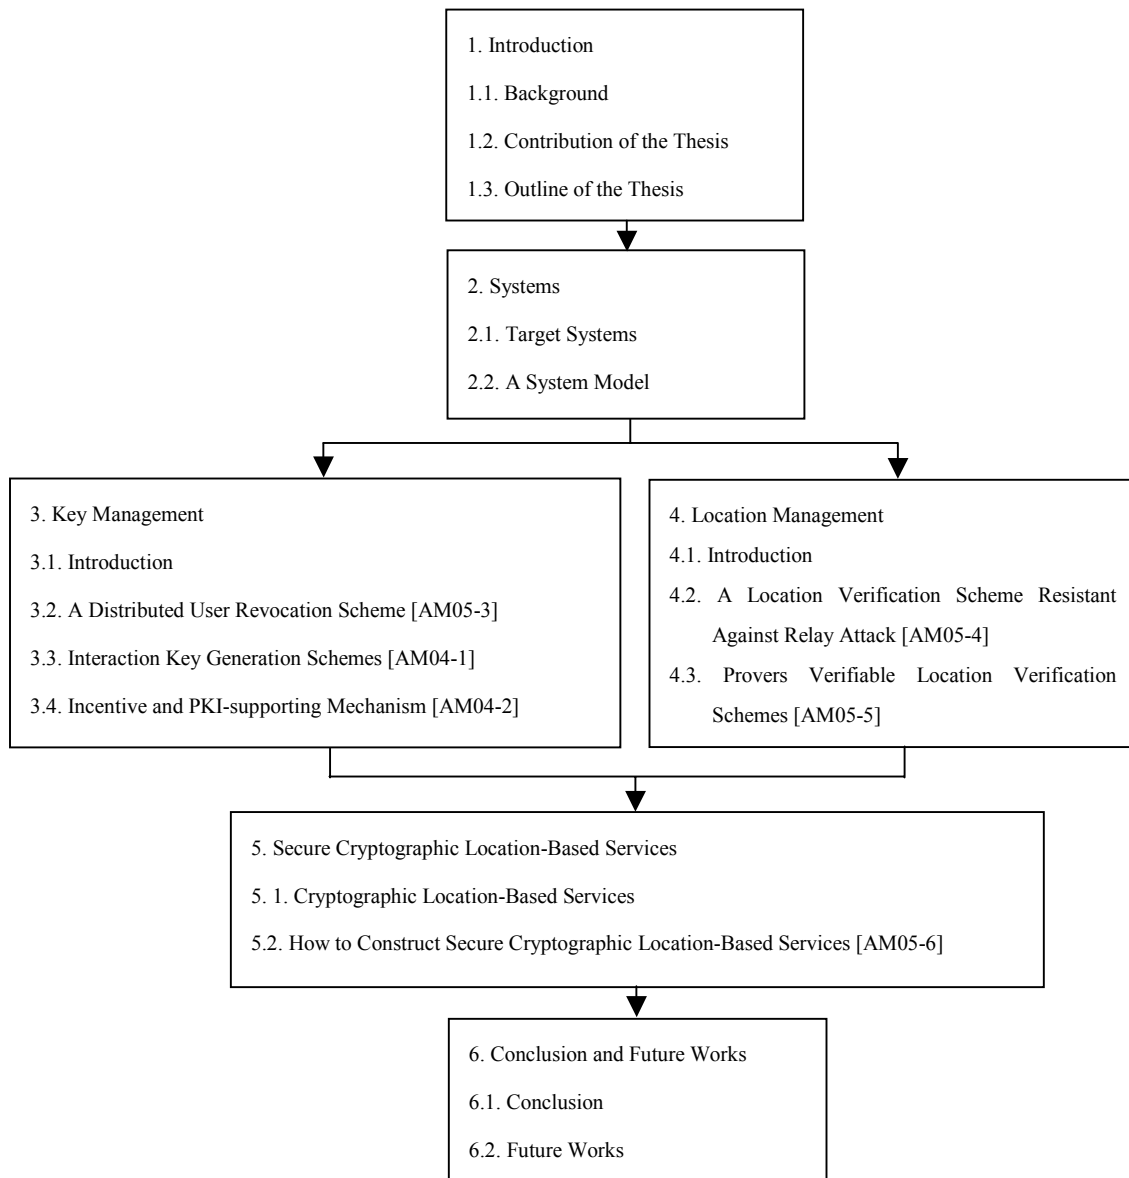 1. Introduction
1.1. Background
1.2. Contribution of the Thesis
1.3. Outline of the Thesis
2. Systems
2.1. Target Systems
2.2. A System Model
3. Key Management
3.1. Introduction
3.2. A Distributed User Revocation Scheme [AM05-3]
3.3. Interaction Key Generation Schemes [AM04-1]
3.4. Incentive and PKI-supporting Mechanism [AM04-2]
4. Location Management
4.1. Introduction
4.2. A Location Verification Scheme Resistant
Against Relay Attack [AM05-4]
4.3. Provers Verifiable Location Verification
Schemes [AM05-5]
5. Secure Cryptographic Location-Based Services
5. 1. Cryptographic Location-Based Services
5.2. How to Construct Secure Cryptographic Location-Based Services [AM05-6]
6. Conclusion and Future Works
6.1. Conclusion
6.2. Future Works